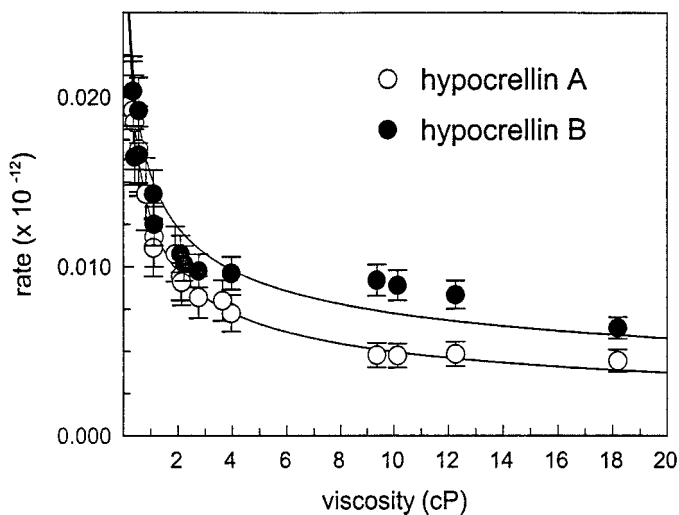 hypocrellin A
hypocrellin B
0.020
0.010
0.000
rate (x 10 -12)
2 4 6 8 10 12 14 16 18 20
viscosity (cP)